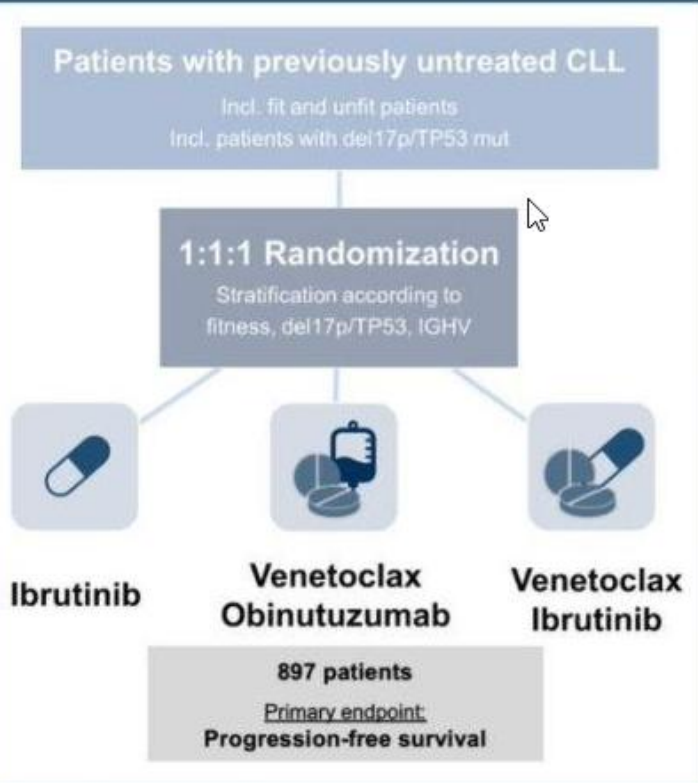 Patients with previously untreated CLL
Incl. fit and unfit patients
Incl. patients with del17p/TP53 mut
1:1:1 Randomization
Stratification according to
fitness, del17p/TP53, IGHV
Ibrutinib
Venetoclax
Obinutuzumab
Venetoclax
Ibrutinib
897 patients
Primary endpoint:
Progression-free survival